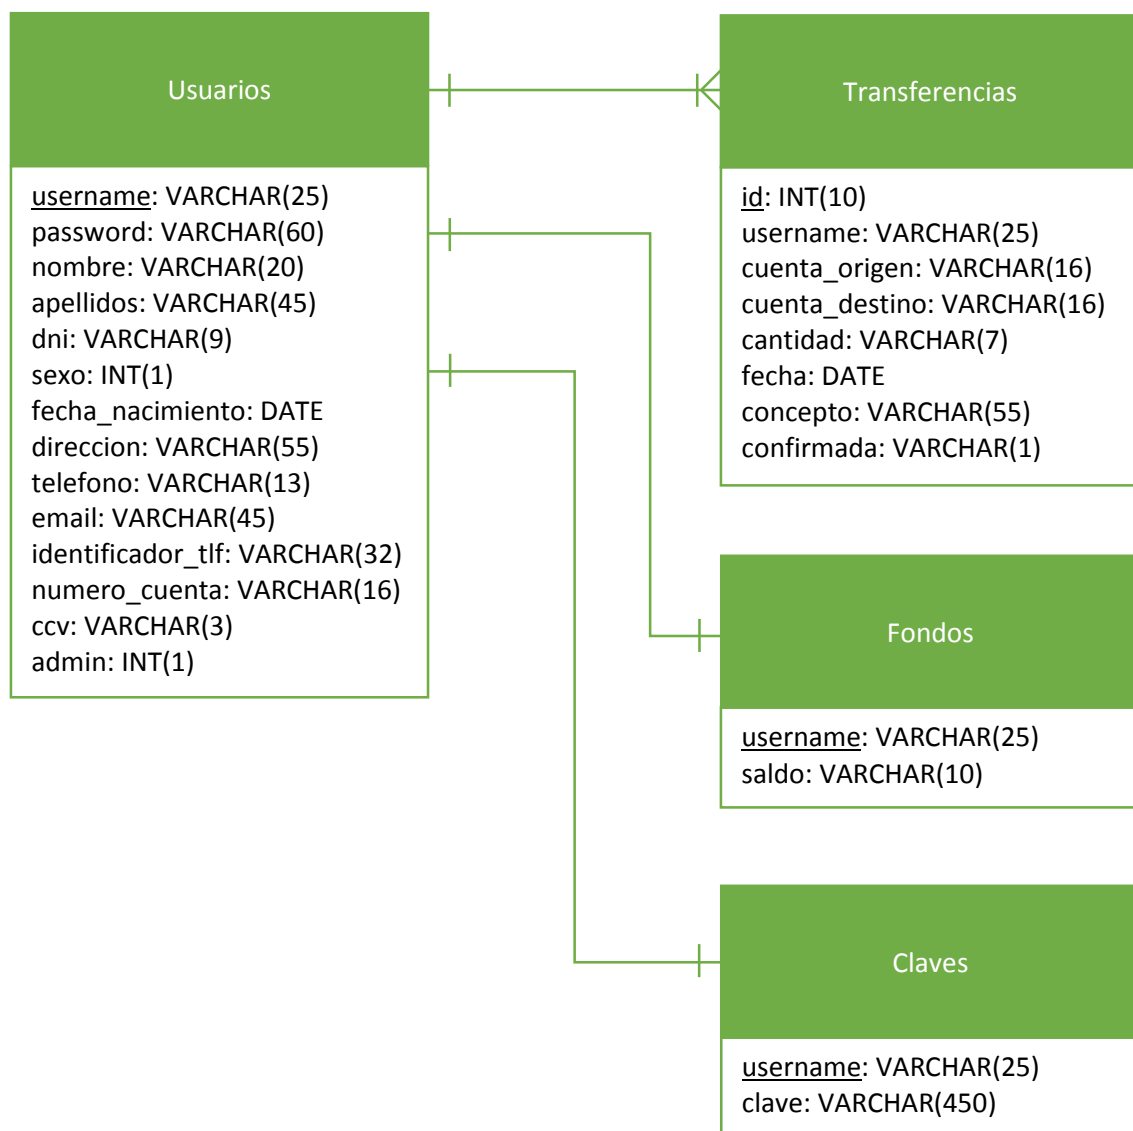 Usuarios
username: VARCHAR(25)
password: VARCHAR(60)
nombre: VARCHAR(20)
apellidos: VARCHAR(45)
dni: VARCHAR(9)
sexo: INT(1)
fecha_nacimiento: DATE
direccion: VARCHAR(55)
telefono: VARCHAR(13)
email: VARCHAR(45)
identificador_tlf: VARCHAR(32)
numero_cuenta: VARCHAR(16)
ccv: VARCHAR(3)
admin: INT(1)
Transferencias
id: INT(10)
username: VARCHAR(25)
cuenta_origen: VARCHAR(16)
cuenta_destino: VARCHAR(16)
cantidad: VARCHAR(7)
fecha: DATE
concepto: VARCHAR(55)
confirmada: VARCHAR(1)
Fondos
username: VARCHAR(25)
saldo: VARCHAR(10)
Claves
username: VARCHAR(25)
clave: VARCHAR(450)